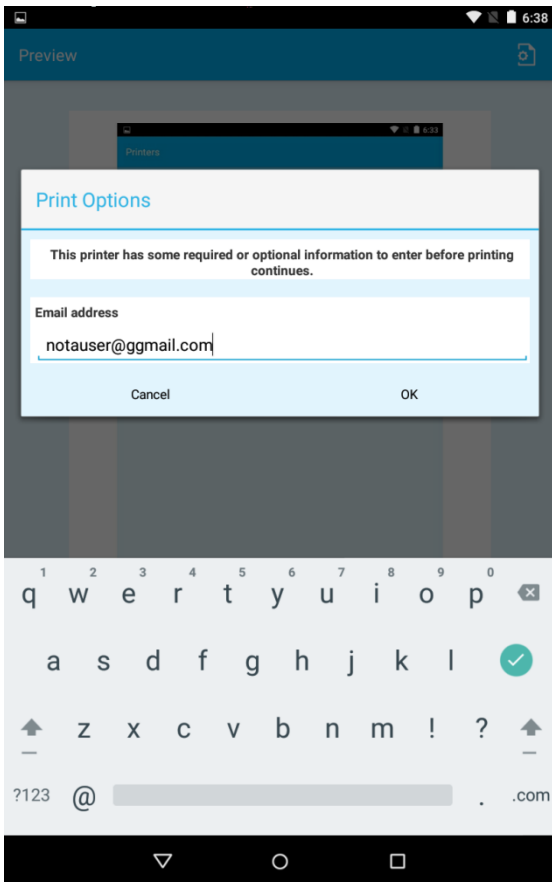 6:38
Preview
6:33
Printers
Print Options
This printer has some required or optional information to enter before printing
continues.
Email address
notauser@ggmail.com
Cancel OK
1 2 3 4 5 6 7 8 9 0
q w e r t y u i o p
a s d f g h j k l
z x c v b n m ! ?
?123 @ . .com